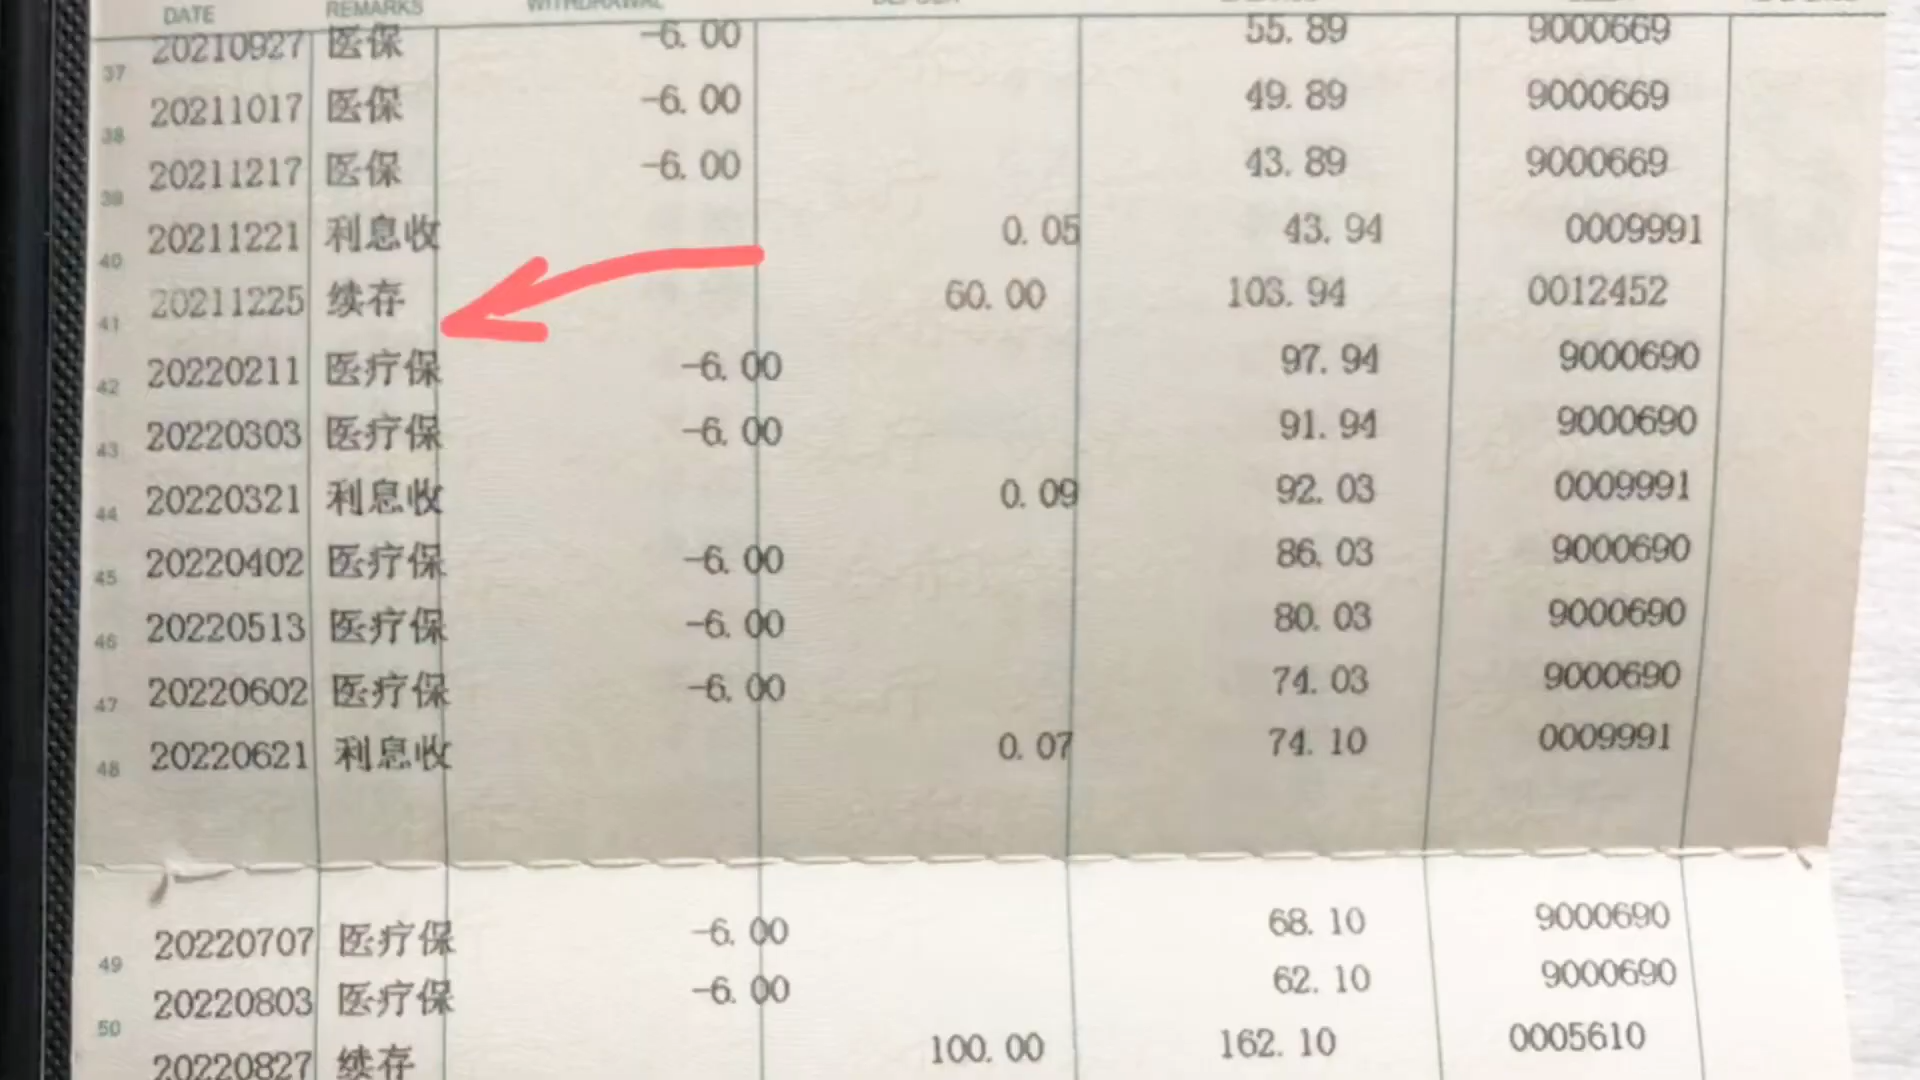 DATE REMARKS WITHDRAWAL
20210927 医保 -6.00 55.89 9000669
37 20211017 医保 -6.00 49.89 9000669
38 20211217 医保 -6.00 43.89 9000669
39 20211221 利息收 0.05 43.94 0009991
40 20211225 续存 60.00 103.94 0012452
41
42 20220211 医疗保 -6.00 97.94 9000690
43 20220303 医疗保 -6.00 91.94 9000690
44 20220321 利息收 0.09 92.03 0009991
45 20220402 医疗保 -6.00 86.03 9000690
46 20220513 医疗保 -6.00 80.03 9000690
47 20220602 医疗保 -6.00 74.03 9000690
48 20220621 利息收 0.07 74.10 0009991
49 20220707 医疗保 -6.00 68.10 9000690
50 20220803 医疗保 -6.00 62.10 9000690
20220827 续存 100.00 162.10 0005610